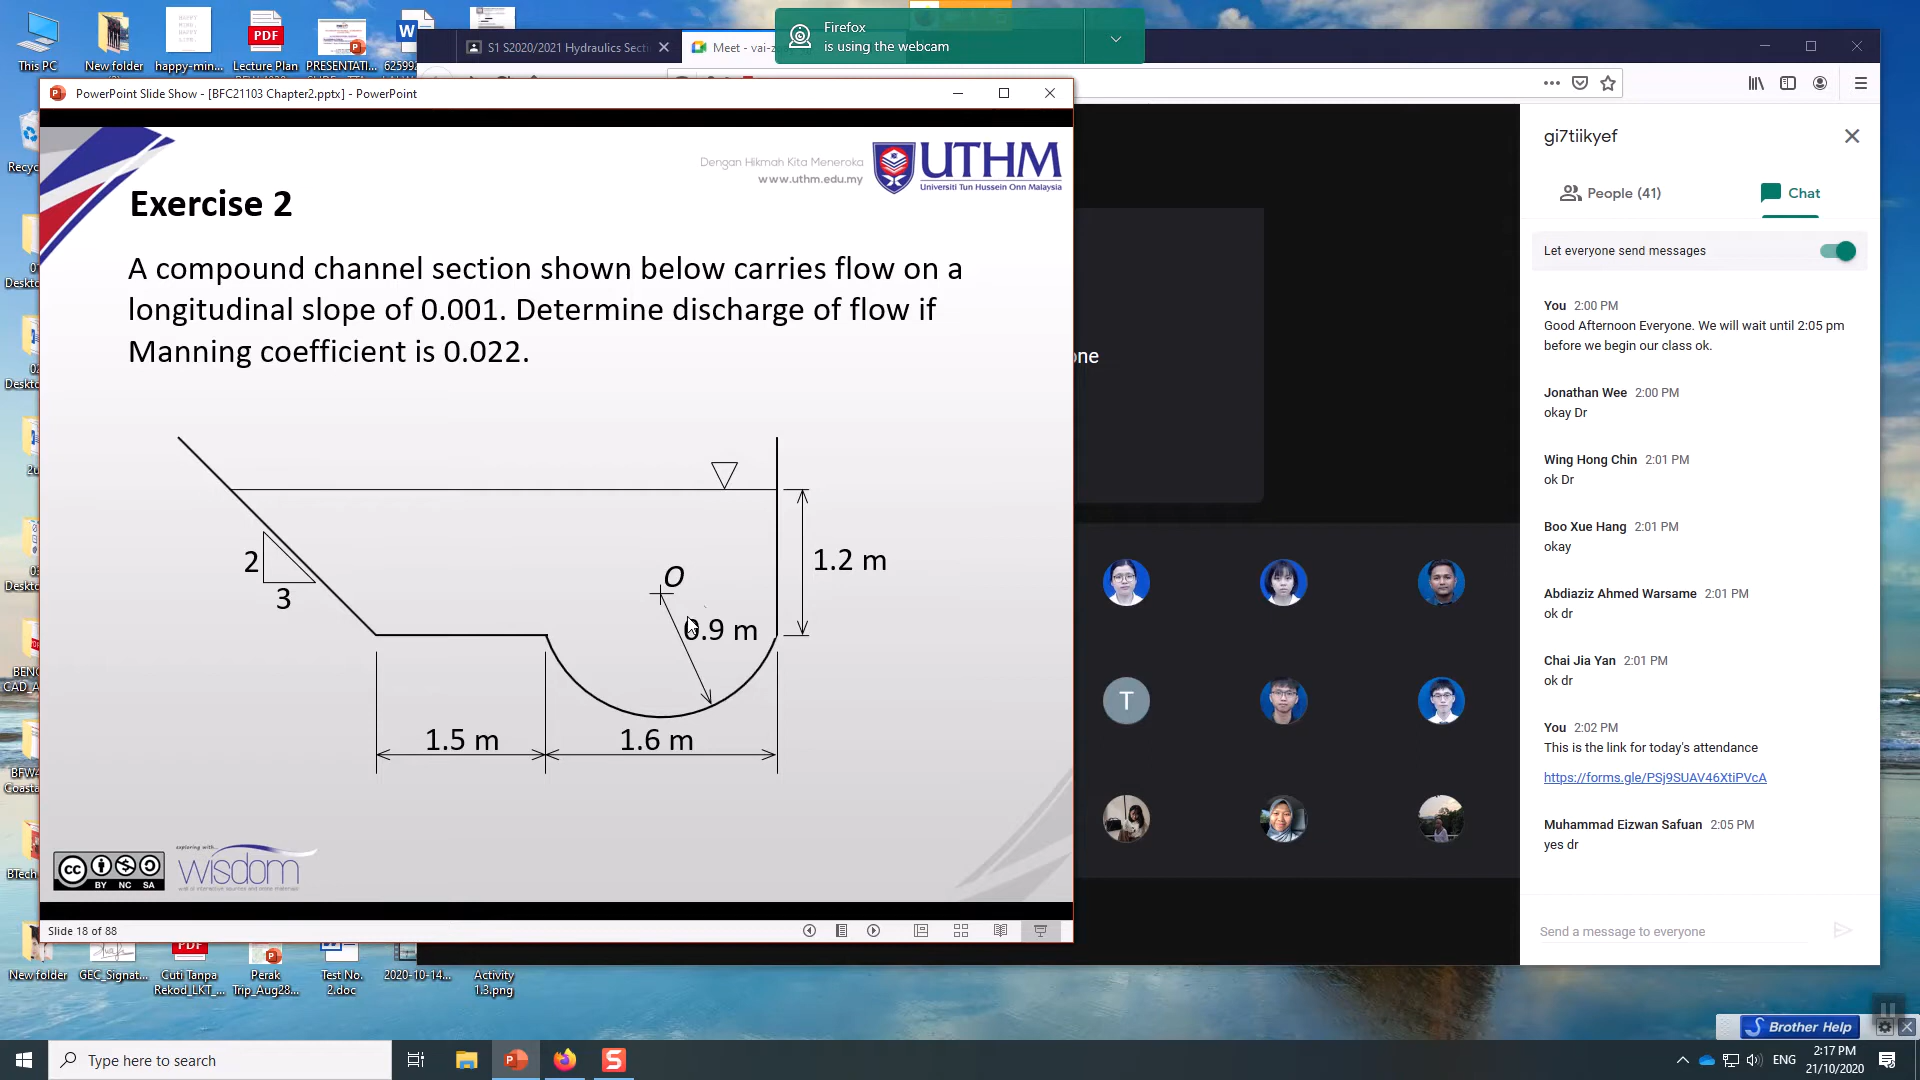 This PC
New folder
happy-min...
Lecture Plan
PRESENTATI...
62599
Firefox
is using the webcam
S1 S2020/2021 Hydraulics Secti
Meet - vai-z
PowerPoint Slide Show - [BFC21103 Chapter2.pptx] - PowerPoint
Dengan Hikmah Kita Meneroka
www.uthm.edu.my
UTHM
Universiti Tun Hussein Onn Malaysia
Exercise 2
A compound channel section shown below carries flow on a
longitudinal slope of 0.001. Determine discharge of flow if
Manning coefficient is 0.022.
2
3
O
0.9 m
1.2 m
1.5 m
1.6 m
CC BY NC SA
exploring with...
wisdom
Slide 18 of 88
one
T
gi7tiikyef
People (41)
Chat
Let everyone send messages
You 2:00 PM
Good Afternoon Everyone. We will wait until 2:05 pm
before we begin our class ok.
Jonathan Wee 2:00 PM
okay Dr
Wing Hong Chin 2:01 PM
ok Dr
Boo Xue Hang 2:01 PM
okay
Abdiaziz Ahmed Warsame 2:01 PM
ok dr
Chai Jia Yan 2:01 PM
ok dr
You 2:02 PM
This is the link for today's attendance
https://forms.gle/PSj9SUAV46XtiPVcA
Muhammad Eizwan Safuan 2:05 PM
yes dr
Send a message to everyone
New folder
GEC_Signat...
Cuti Tanpa
Rekod_LKT_...
Perak
Trip_Aug28...
Test No.
2.doc
2020-10-14...
Activity
1.3.png
Brother Help
Type here to search
ENG
2:17 PM
21/10/2020